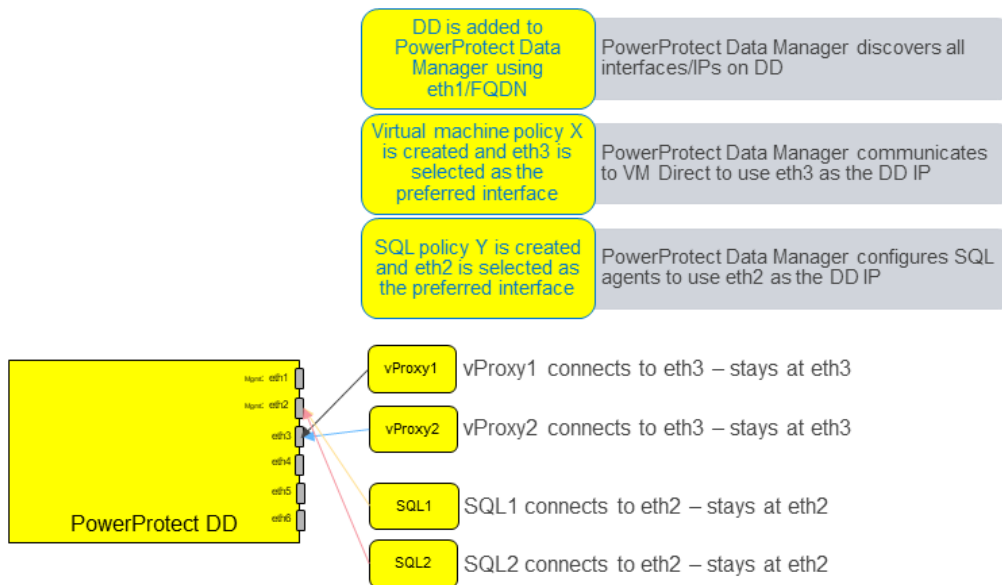 DD is added to
PowerProtect Data
Manager using
eth1/FQDN
PowerProtect Data Manager discovers all
interfaces/IPs on DD
Virtual machine policy X
is created and eth3 is
selected as the
preferred interface
PowerProtect Data Manager communicates
to VM Direct to use eth3 as the DD IP
SQL policy Y is created
and eth2 is selected as
the preferred interface
PowerProtect Data Manager configures SQL
agents to use eth2 as the DD IP
Mgmt: eth1
Mgmt: eth2
eth3
eth4
eth5
eth6
PowerProtect DD
vProxy1
vProxy1 connects to eth3 – stays at eth3
vProxy2
vProxy2 connects to eth3 – stays at eth3
SQL1
SQL1 connects to eth2 – stays at eth2
SQL2
SQL2 connects to eth2 – stays at eth2